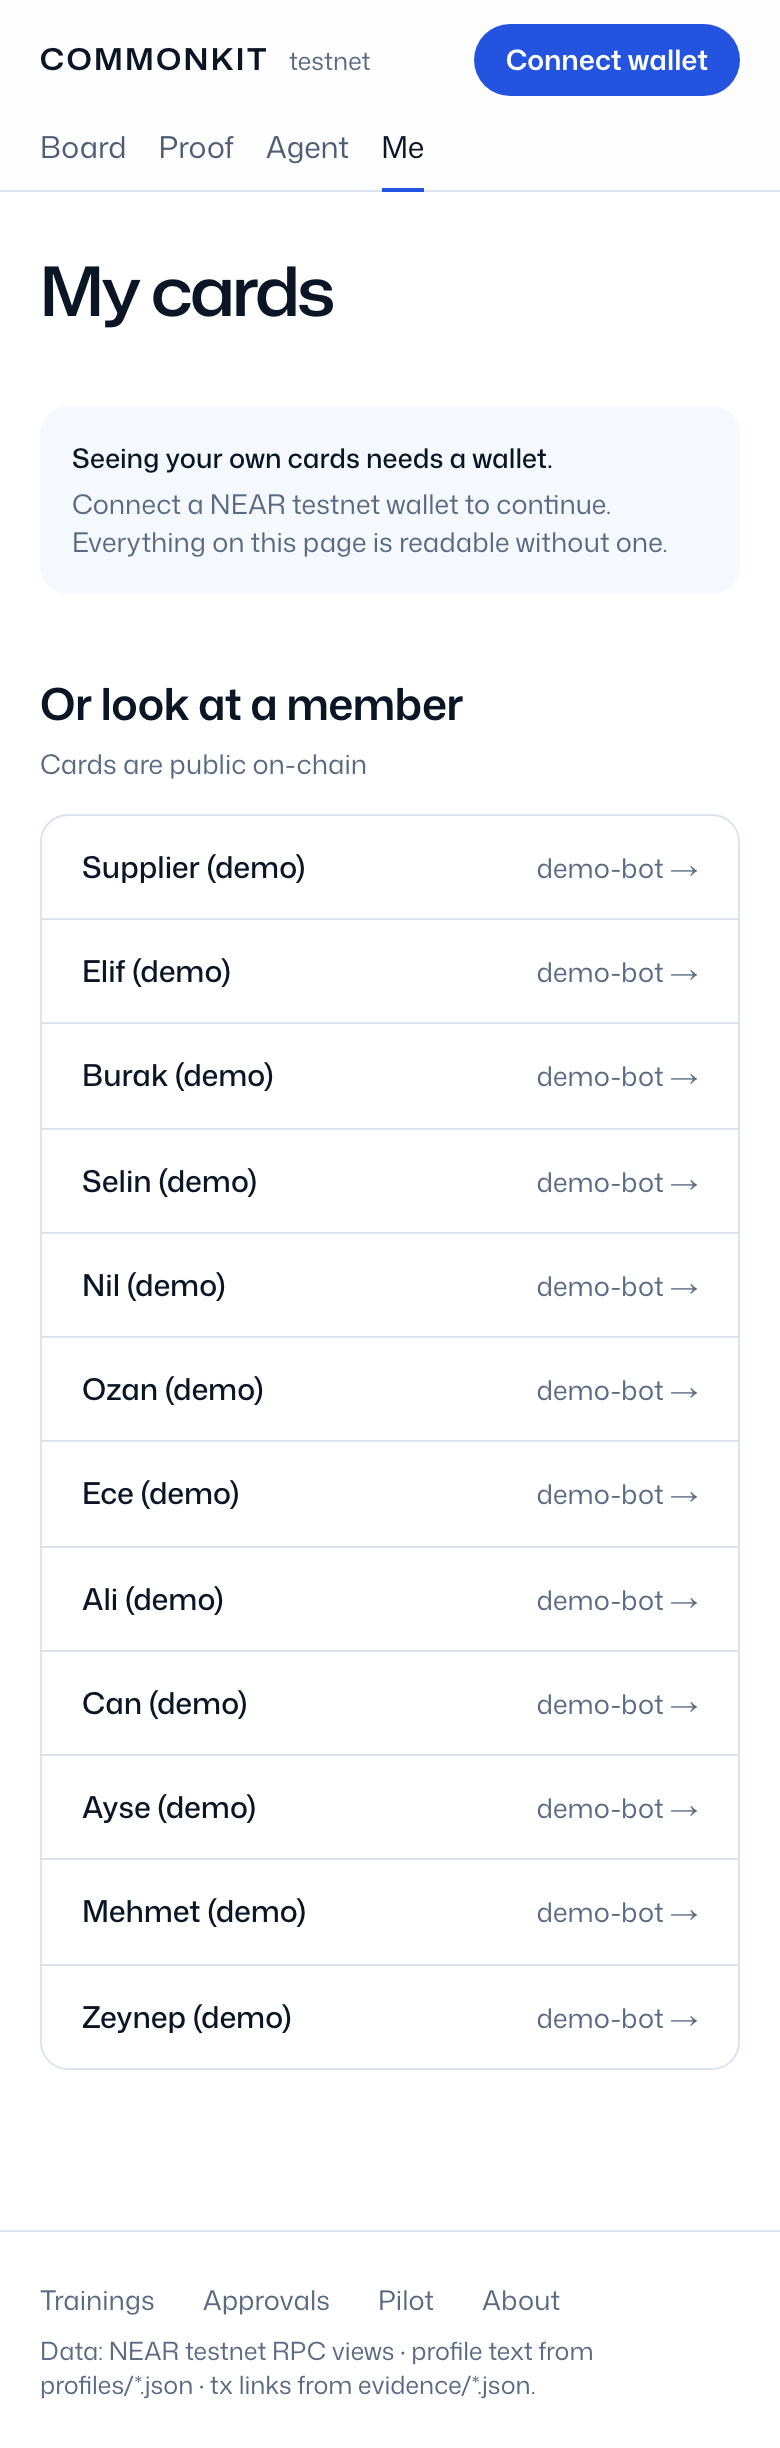 COMMONKIT testnet Connect wallet
Board Proof Agent Me
My cards
Seeing your own cards needs a wallet.
Connect a NEAR testnet wallet to continue.
Everything on this page is readable without one.
Or look at a member
Cards are public on-chain
Supplier (demo) demo-bot →
Elif (demo) demo-bot →
Burak (demo) demo-bot →
Selin (demo) demo-bot →
Nil (demo) demo-bot →
Ozan (demo) demo-bot →
Ece (demo) demo-bot →
Ali (demo) demo-bot →
Can (demo) demo-bot →
Ayse (demo) demo-bot →
Mehmet (demo) demo-bot →
Zeynep (demo) demo-bot →
Trainings Approvals Pilot About
Data: NEAR testnet RPC views · profile text from
profiles/*.json · tx links from evidence/*.json.